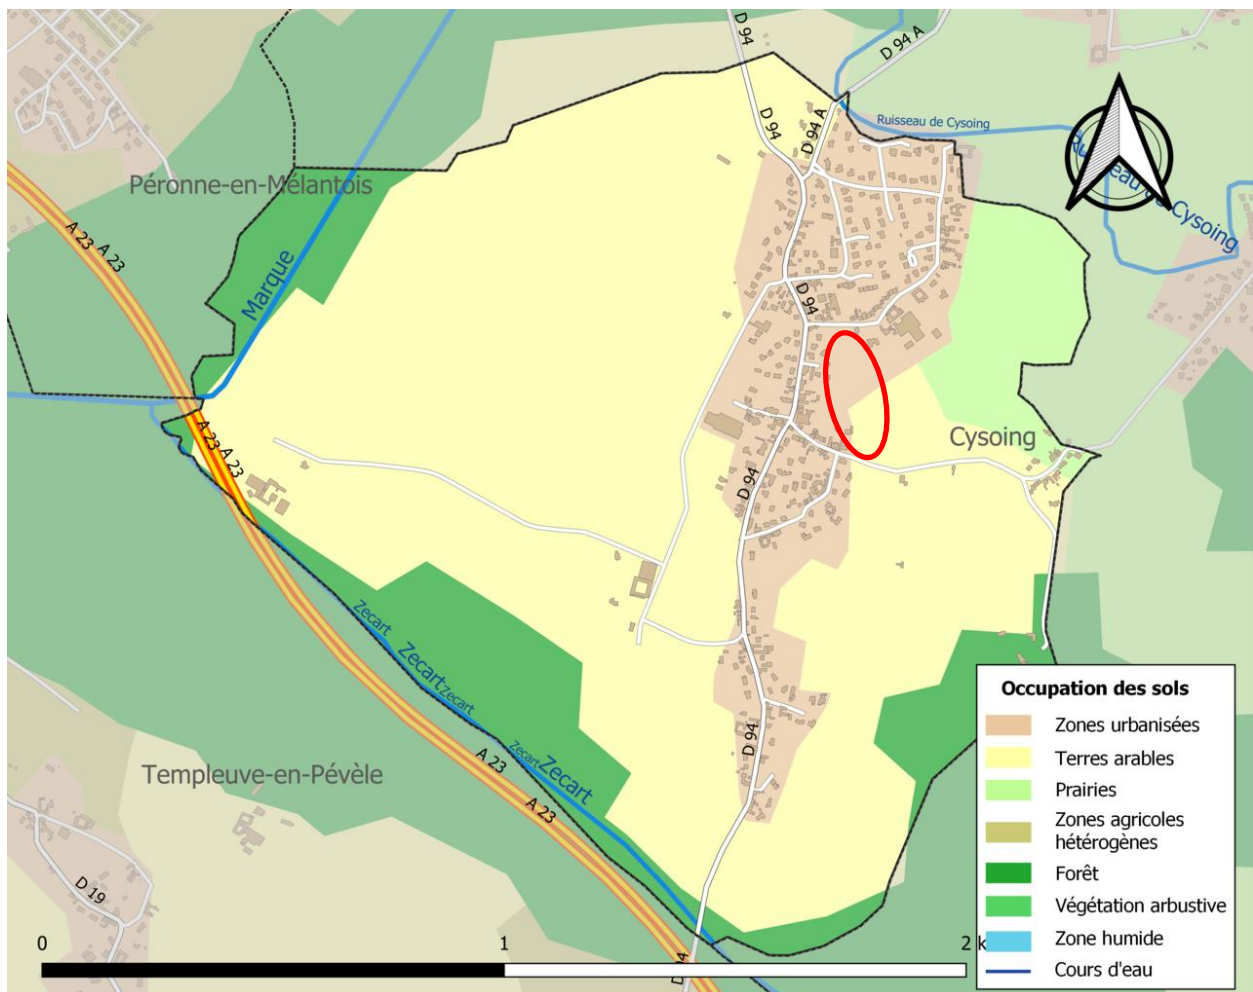 D 94
D 94 A
Ruisseau de Cysoing
D 94
D 94 A
Ruisseau de Cysoing
Péronne-en-Mélantois
A 23
A 23
Marque
D 94
Cysoing
A 23
A 23
D 94
Zecart
Zecart
Zecart
Zecart
Zecart
D 94
A 23
A 23
Templeuve-en-Pévèle
D 19
D 94
Occupation des sols
Zones urbanisées
Terres arables
Prairies
Zones agricoles
hétérogènes
Forêt
Végétation arbustive
Zone humide
Cours d'eau
0
1
2 k